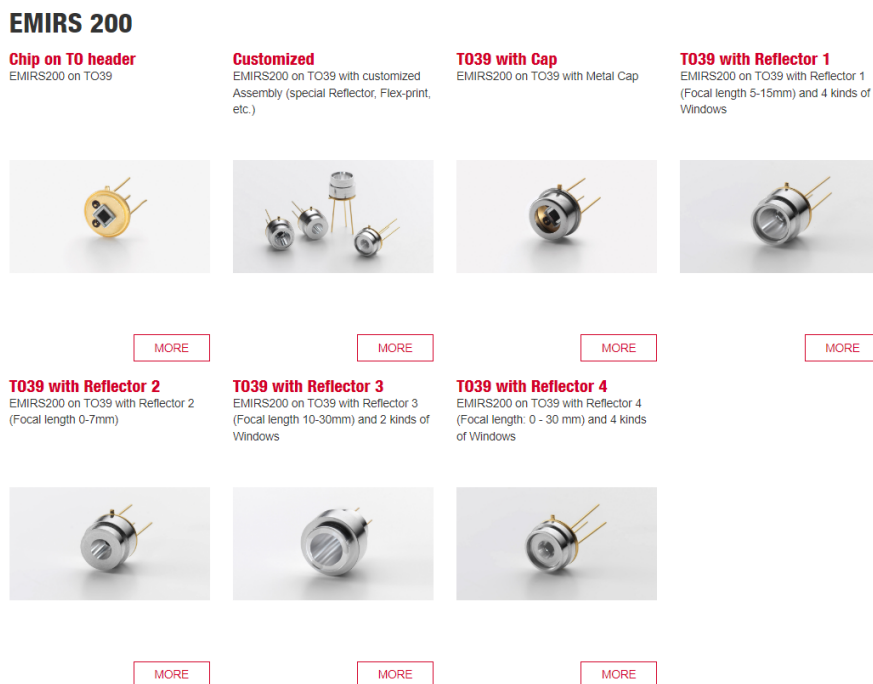 EMIRS 200
Chip on TO header
EMIRS200 on TO39
Customized
EMIRS200 on TO39 with customized
Assembly (special Reflector, Flex-print,
etc.)
TO39 with Cap
EMIRS200 on TO39 with Metal Cap
TO39 with Reflector 1
EMIRS200 on TO39 with Reflector 1
(Focal length 5-15mm) and 4 kinds of
Windows
MORE
MORE
MORE
MORE
TO39 with Reflector 2
EMIRS200 on TO39 with Reflector 2
(Focal length 0-7mm)
TO39 with Reflector 3
EMIRS200 on TO39 with Reflector 3
(Focal length 10-30mm) and 2 kinds of
Windows
TO39 with Reflector 4
EMIRS200 on TO39 with Reflector 4
(Focal length: 0 - 30 mm) and 4 kinds
of Windows
MORE
MORE
MORE